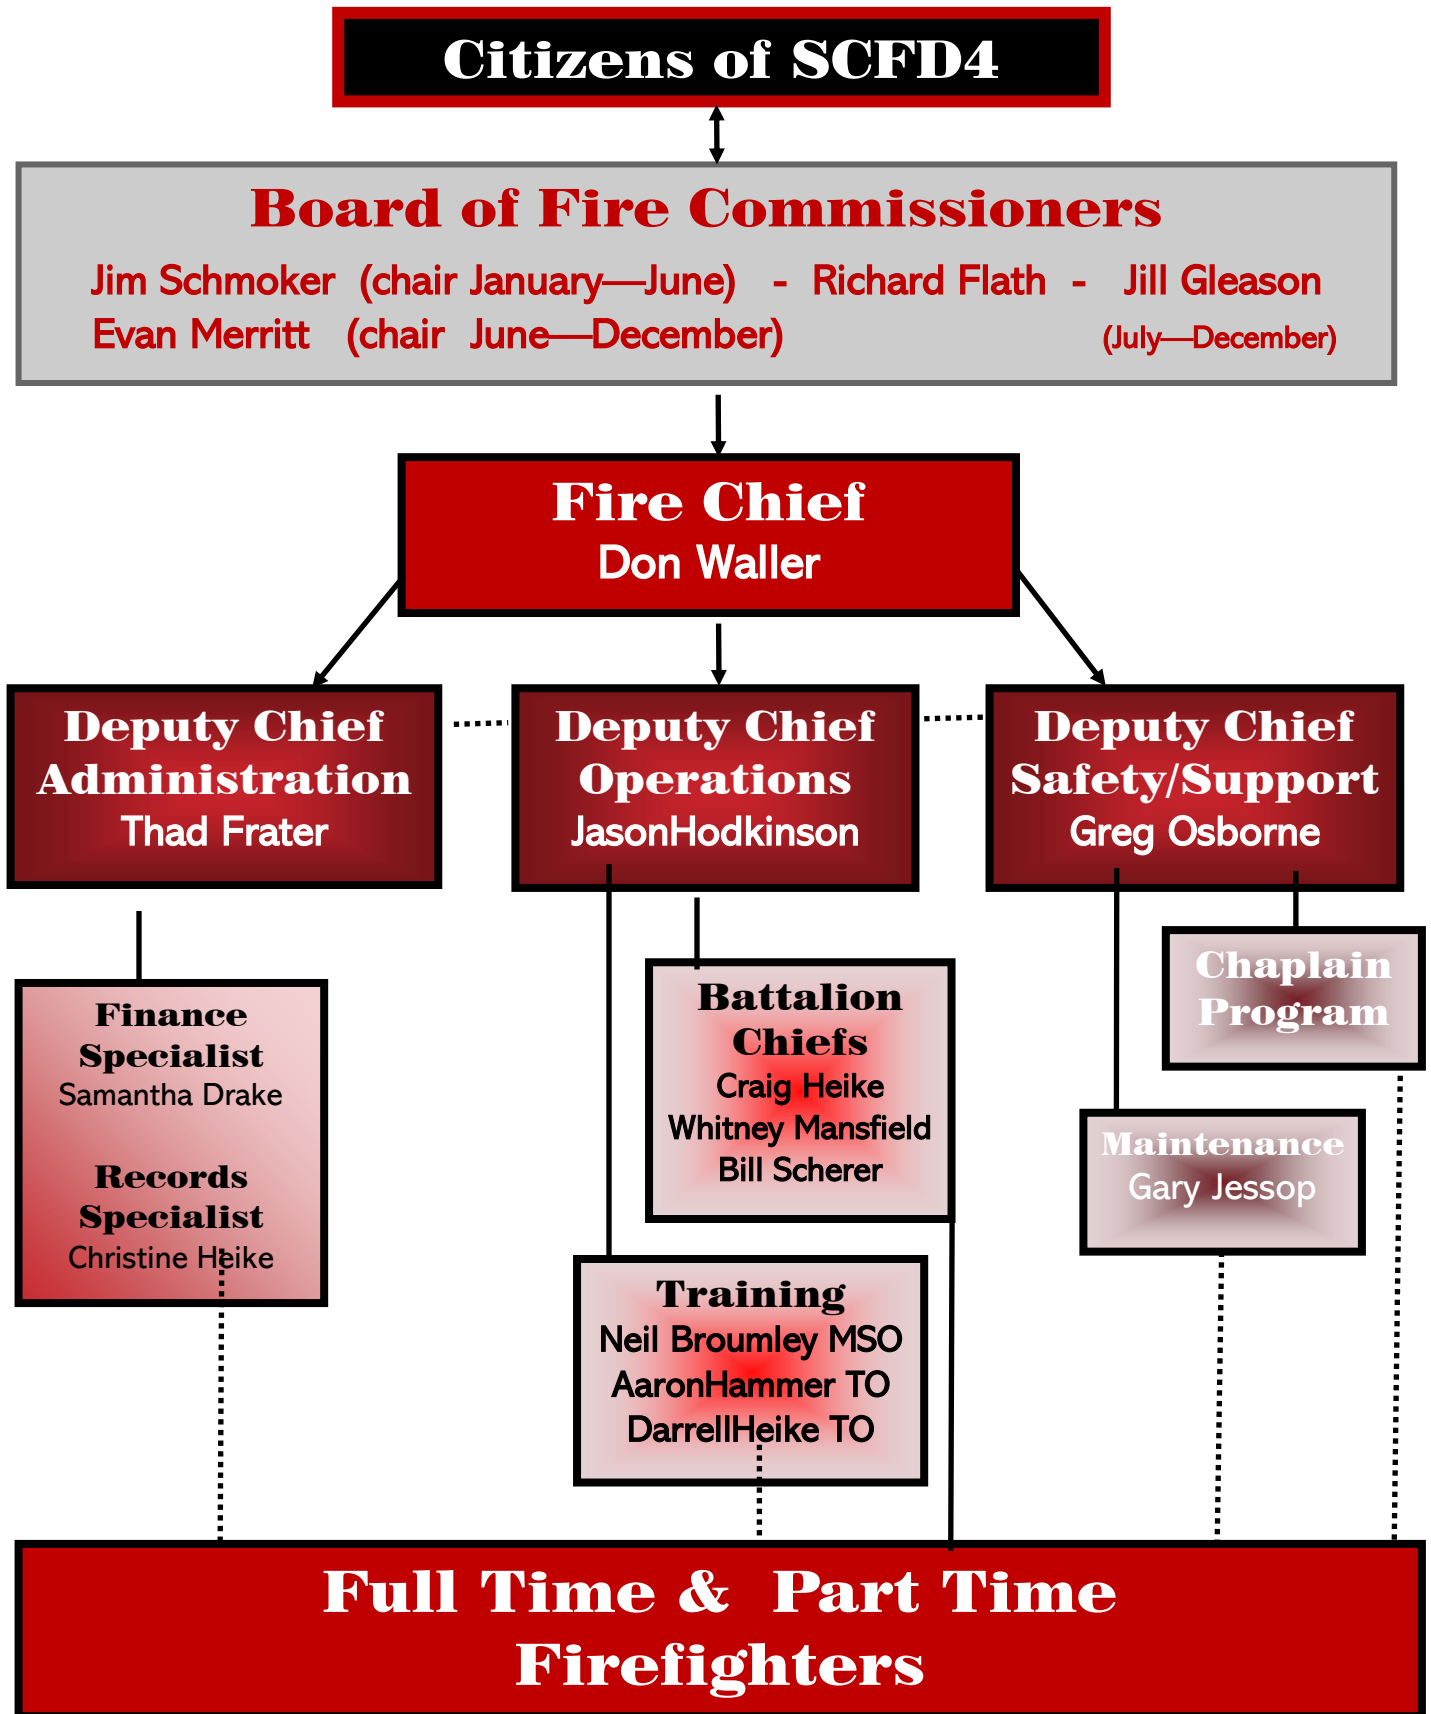 Citizens of SCFD4
Board of Fire Commissioners
Jim Schmoker (chair January—June) - Richard Flath - Jill Gleason
Evan Merritt (chair June—December) (July—December)
Fire Chief
Don Waller
Deputy Chief
Administration
Thad Frater
Deputy Chief
Operations
JasonHodkinson
Deputy Chief
Safety/Support
Greg Osborne
Finance
Specialist
Samantha Drake
Records
Specialist
Christine Heike
Battalion
Chiefs
Craig Heike
Whitney Mansfield
Bill Scherer
Chaplain
Program
Maintenance
Gary Jessop
Training
Neil Broumley MSO
AaronHammer TO
DarrellHeike TO
Full Time & Part Time
Firefighters